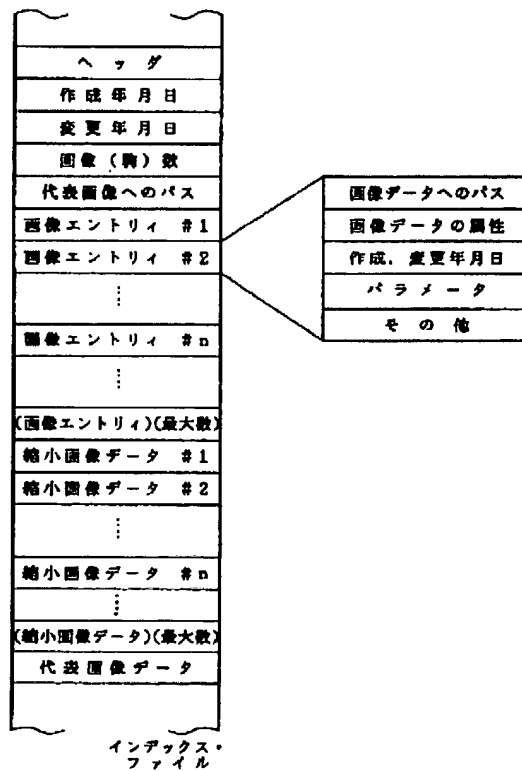 ヘッダ
作成年月日
変更年月日
画像(駒)数
代表画像へのパス
画像エントリィ #1
画像エントリィ #2
画像エントリィ #n
(画像エントリィ)(最大数)
縮小画像データ #1
縮小画像データ #2
縮小画像データ #n
(縮小画像データ)(最大数)
代表画像データ
インデックス・
ファイル
画像データへのパス
画像データの属性
作成,変更年月日
パラメータ
その他